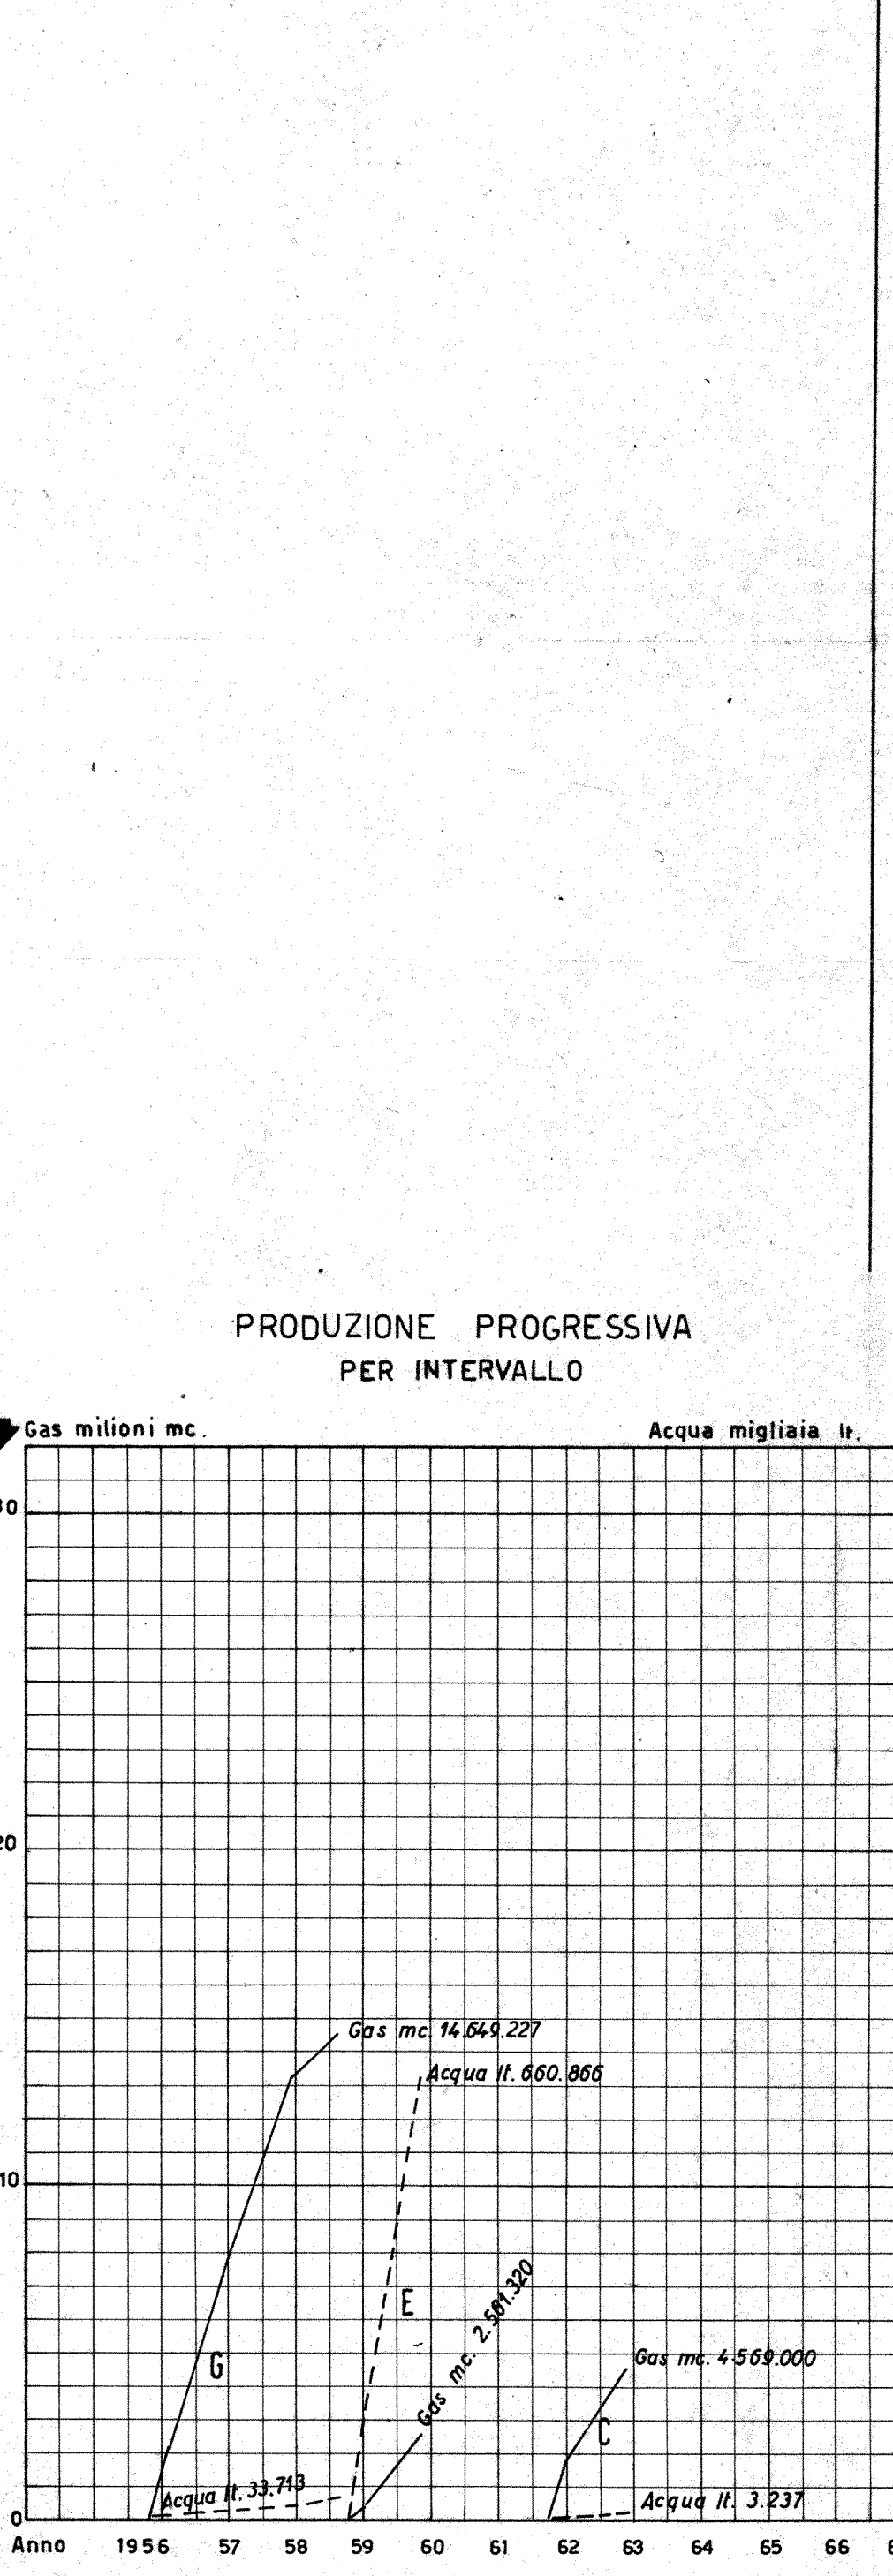 PRODUZIONE PROGRESSIVA
PER INTERVALLO
Gas milioni mc. Acqua migliaia lt.
20
Gas mc. 14.649.227
Acqua lt. 660.866
10
E
Gas mc. 2.581.320
G
Gas mc. 4.569.000
C
Acqua lt. 33.713
Acqua lt. 3.237
0
Anno 1956 57 58 59 60 61 62 63 64 65 66